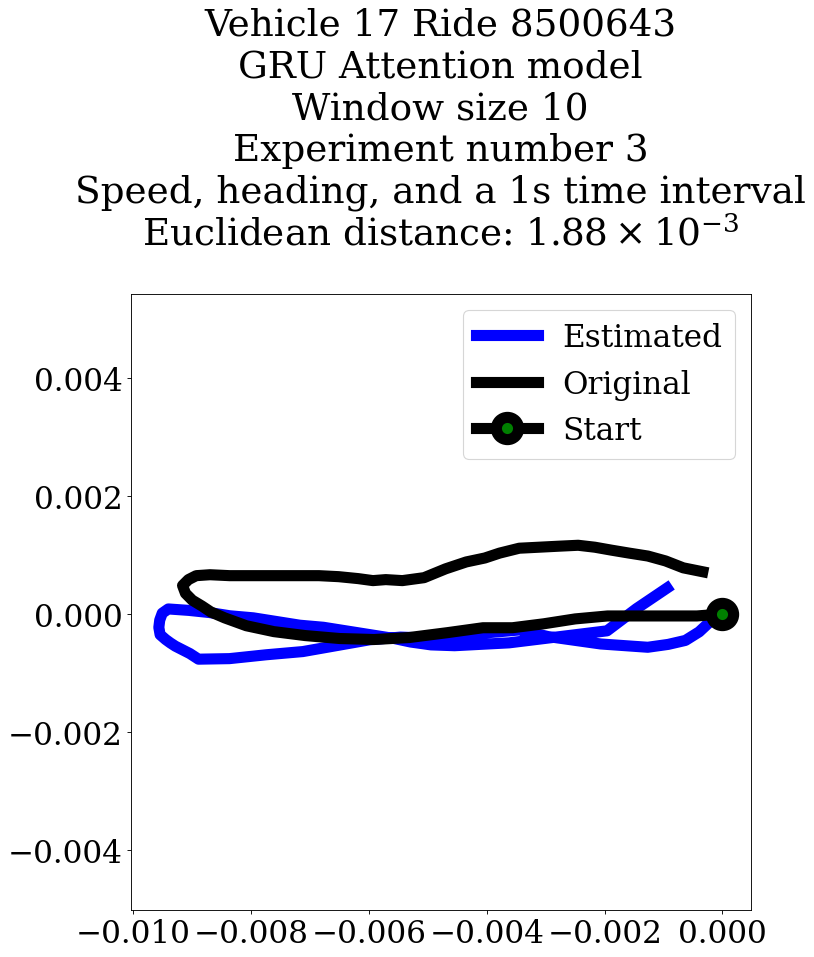 Vehicle 17 Ride 8500643
GRU Attention model
Window size 10
Experiment number 3
Speed, heading, and a 1s time interval
Euclidean distance: 1.88 × 10⁻³
Estimated
Original
Start
0.004
0.002
0.000
−0.002
−0.004
−0.010 −0.008 −0.006 −0.004 −0.002 0.000